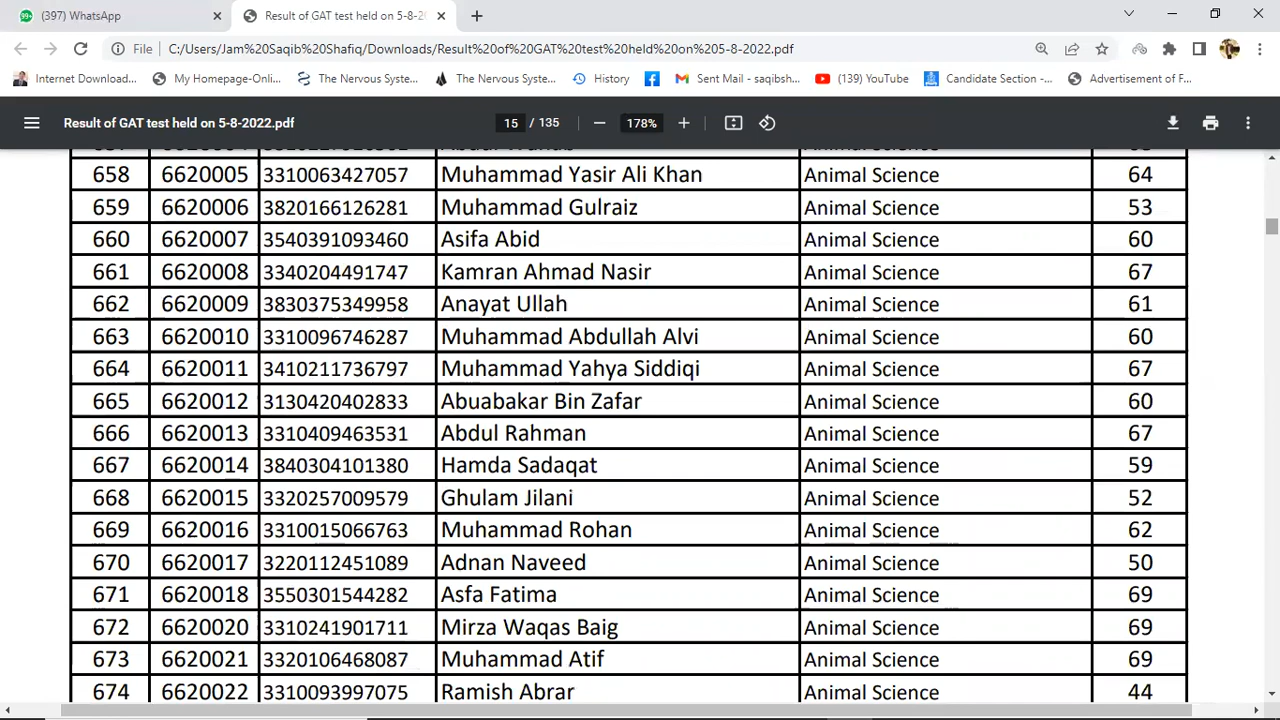 (397) WhatsApp
Result of GAT test held on 5-8-20
File C:/Users/Jam%20Saqib%20Shafiq/Downloads/Result%20of%20GAT%20test%20held%20on%205-8-2022.pdf
Internet Download... My Homepage-Onli... The Nervous Syste... The Nervous Syste... History Sent Mail - saqibsh... (139) YouTube Candidate Section -... Advertisement of F...
Result of GAT test held on 5-8-2022.pdf 15 / 135 178%
658 6620005 3310063427057 Muhammad Yasir Ali Khan Animal Science 64
659 6620006 3820166126281 Muhammad Gulraiz Animal Science 53
660 6620007 3540391093460 Asifa Abid Animal Science 60
661 6620008 3340204491747 Kamran Ahmad Nasir Animal Science 67
662 6620009 3830375349958 Anayat Ullah Animal Science 61
663 6620010 3310096746287 Muhammad Abdullah Alvi Animal Science 60
664 6620011 3410211736797 Muhammad Yahya Siddiqi Animal Science 67
665 6620012 3130420402833 Abuabakar Bin Zafar Animal Science 60
666 6620013 3310409463531 Abdul Rahman Animal Science 67
667 6620014 3840304101380 Hamda Sadaqat Animal Science 59
668 6620015 3320257009579 Ghulam Jilani Animal Science 52
669 6620016 3310015066763 Muhammad Rohan Animal Science 62
670 6620017 3220112451089 Adnan Naveed Animal Science 50
671 6620018 3550301544282 Asfa Fatima Animal Science 69
672 6620020 3310241901711 Mirza Waqas Baig Animal Science 69
673 6620021 3320106468087 Muhammad Atif Animal Science 69
674 6620022 3310093997075 Ramish Abrar Animal Science 44